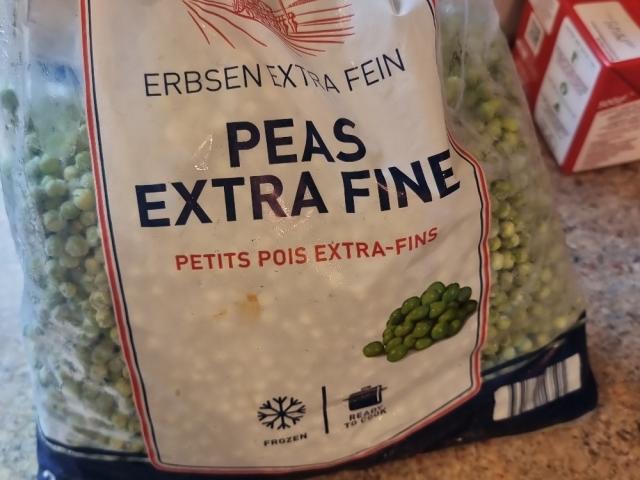 ERBSEN EXTRA FEIN
PEAS
EXTRA FINE
PETITS POIS EXTRA-FINS
FROZEN
READY
TO COOK